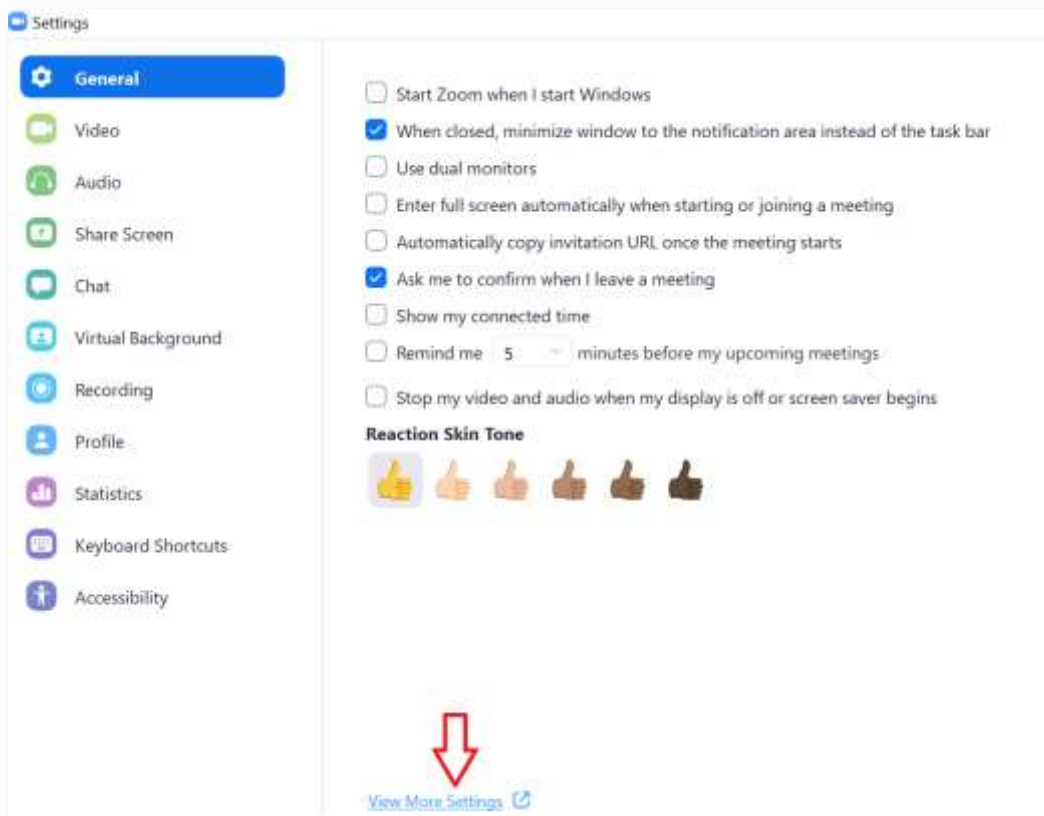 Settings
General
Video
Audio
Share Screen
Chat
Virtual Background
Recording
Profile
Statistics
Keyboard Shortcuts
Accessibility
Start Zoom when I start Windows
When closed, minimize window to the notification area instead of the task bar
Use dual monitors
Enter full screen automatically when starting or joining a meeting
Automatically copy invitation URL once the meeting starts
Ask me to confirm when I leave a meeting
Show my connected time
Remind me 5 minutes before my upcoming meetings
Stop my video and audio when my display is off or screen saver begins
Reaction Skin Tone
View More Settings